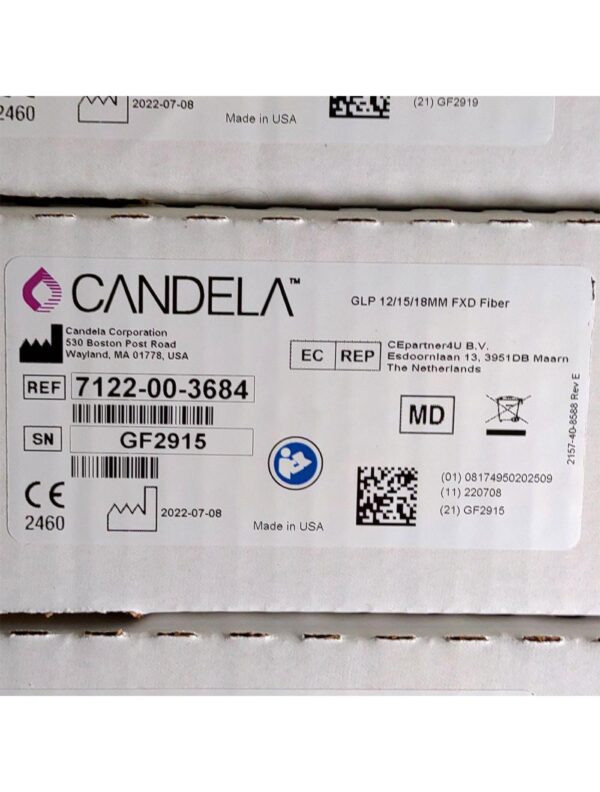 2460
2022-07-08
Made in USA
(21) GF2919
CANDELA™
GLP 12/15/18MM FXD Fiber
Candela Corporation
530 Boston Post Road
Wayland, MA 01778, USA
EC REP
CEpartner4U B.V.
Esdoornlaan 13, 3951DB Maarn
The Netherlands
REF 7122-00-3684
MD
SN GF2915
2157-40-8588 Rev E
CE
2460
2022-07-08
Made in USA
(01) 08174950202509
(11) 220708
(21) GF2915